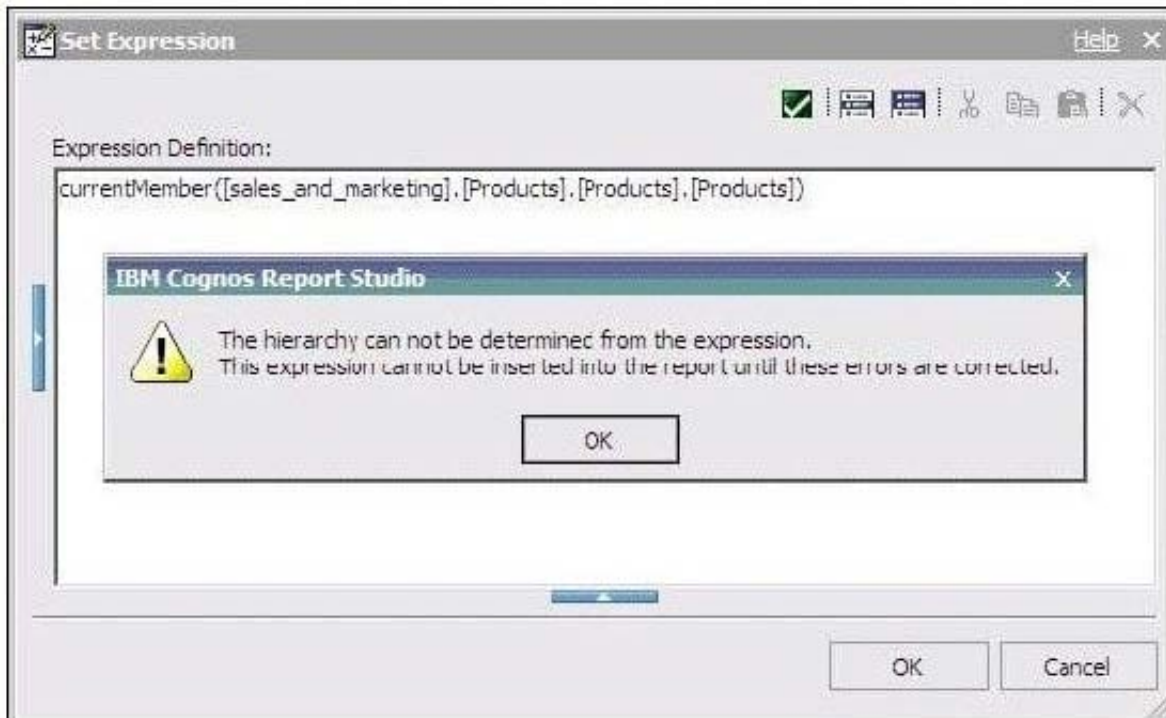 Set Expression
Help
Expression Definition:
currentMember([sales_and_marketing].[Products].[Products].[Products])
IBM Cognos Report Studio
The hierarchy can not be determined from the expression.
This expression cannot be inserted into the report until these errors are corrected.
OK
OK
Cancel